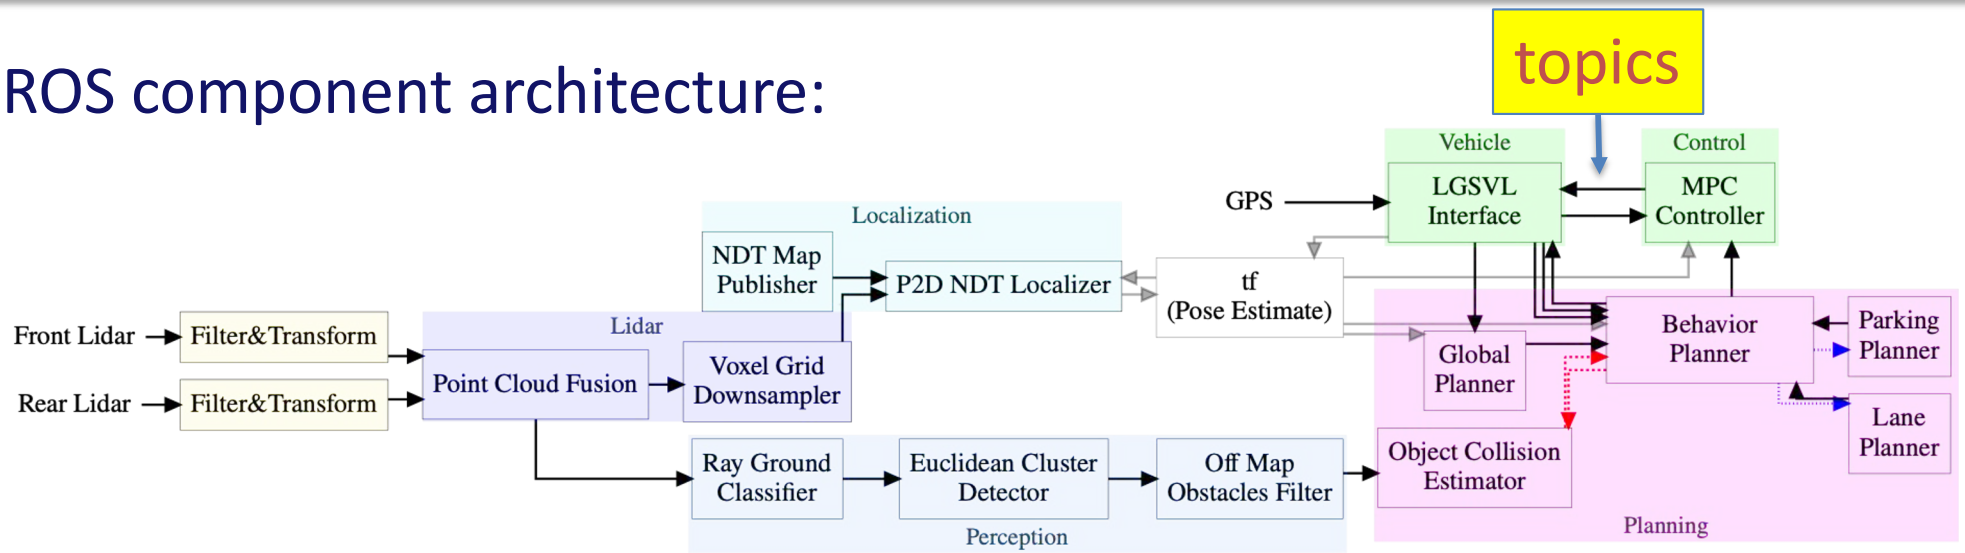 topics
ROS component architecture:
Vehicle
Control
LGSVL
Interface
MPC
Controller
GPS
Localization
NDT Map
Publisher
P2D NDT Localizer
tf
(Pose Estimate)
Front Lidar
Filter&Transform
Rear Lidar
Filter&Transform
Lidar
Point Cloud Fusion
Voxel Grid
Downsampler
Behavior
Planner
Parking
Planner
Global
Planner
Lane
Planner
Object Collision
Estimator
Planning
Ray Ground
Classifier
Euclidean Cluster
Detector
Off Map
Obstacles Filter
Perception